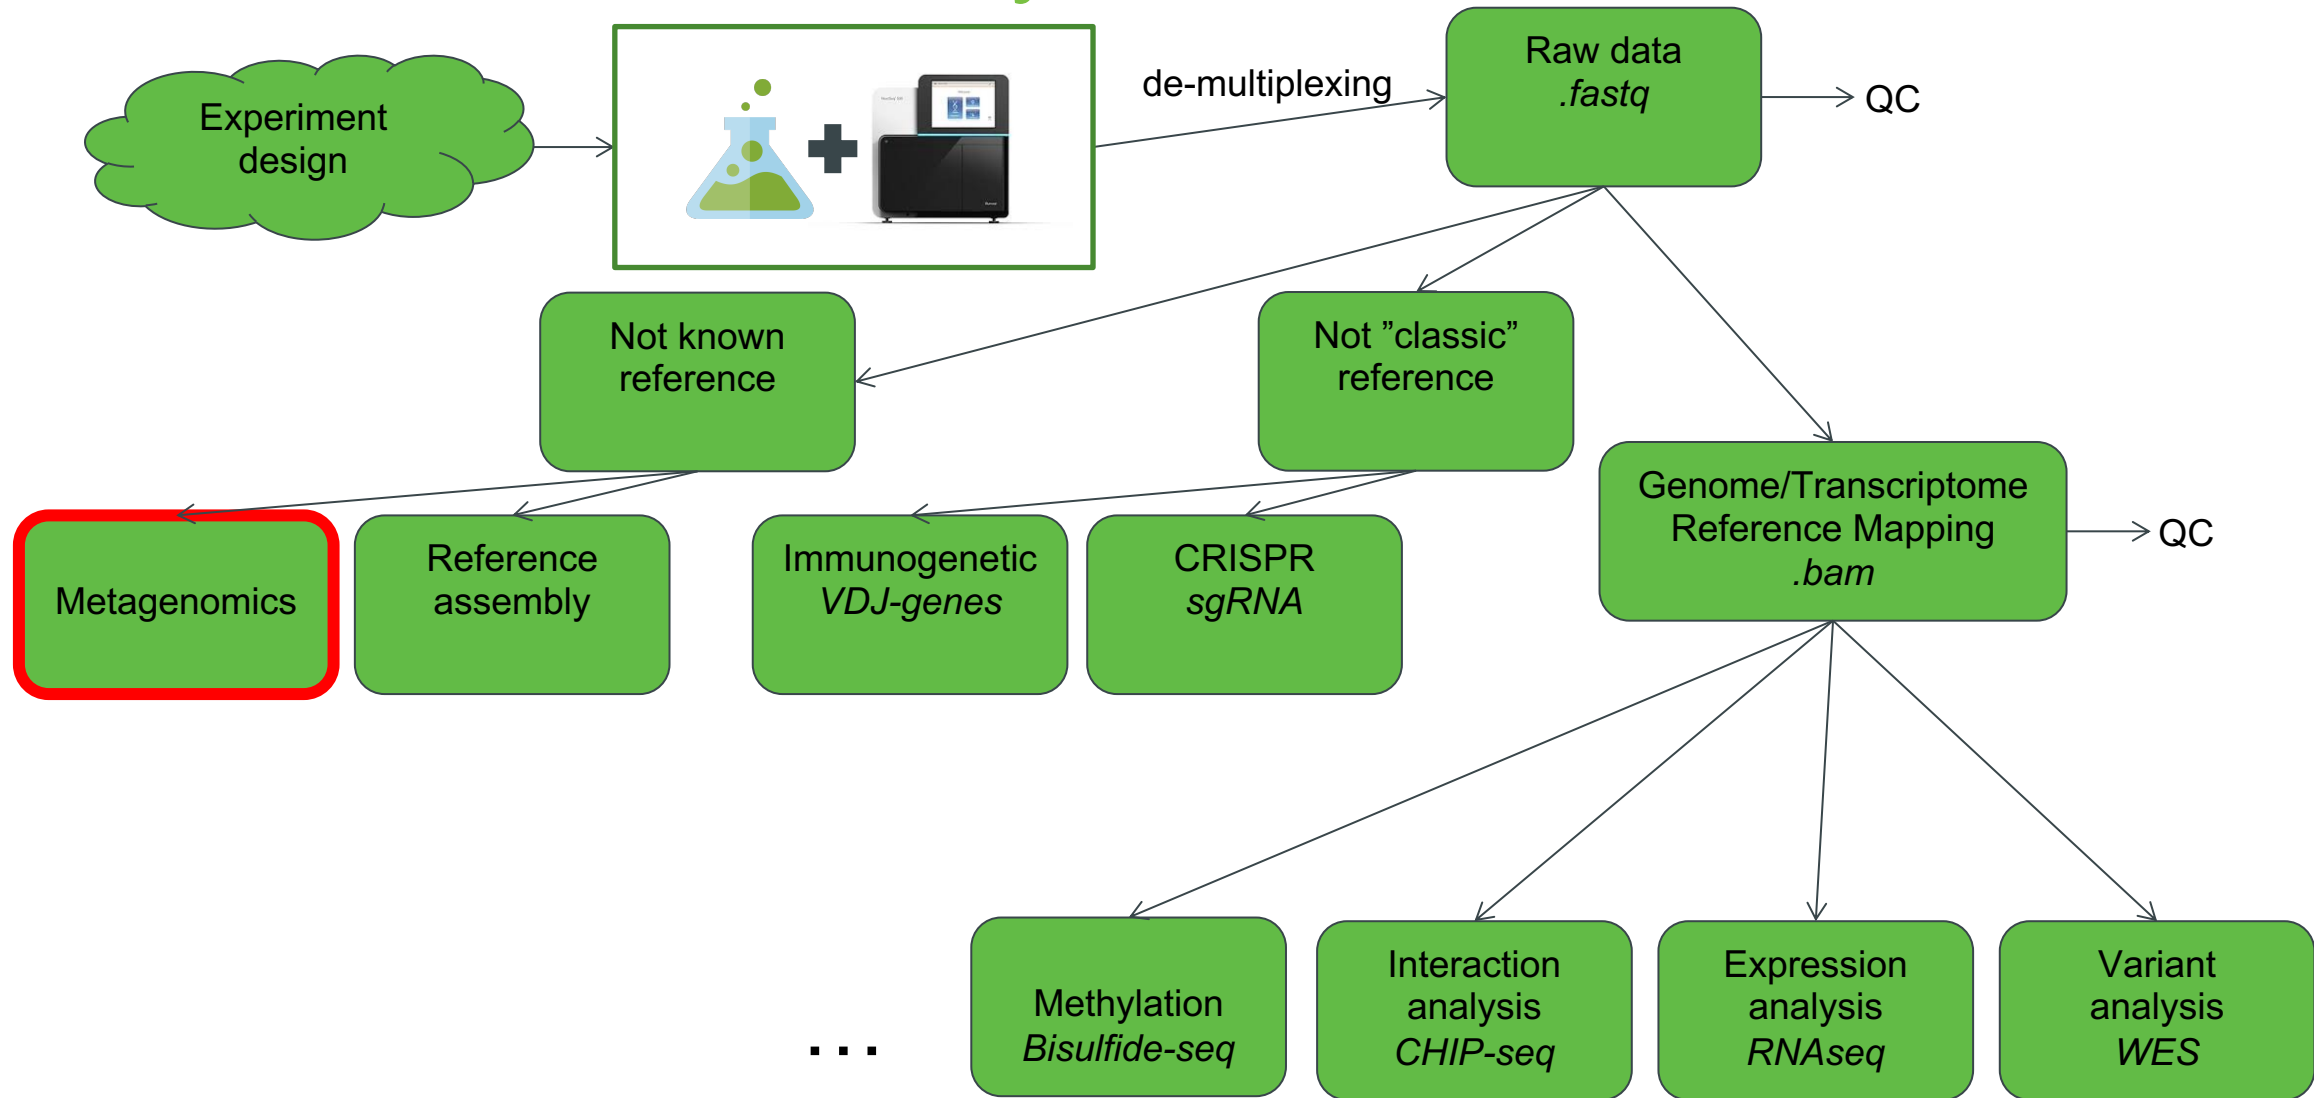 Experiment
design
de-multiplexing
Raw data
.fastq
QC
Not known
reference
Not ”classic”
reference
Genome/Transcriptome
Reference Mapping
.bam
QC
Metagenomics
Reference
assembly
Immunogenetic
VDJ-genes
CRISPR
sgRNA
...
Methylation
Bisulfide-seq
Interaction
analysis
CHIP-seq
Expression
analysis
RNAseq
Variant
analysis
WES